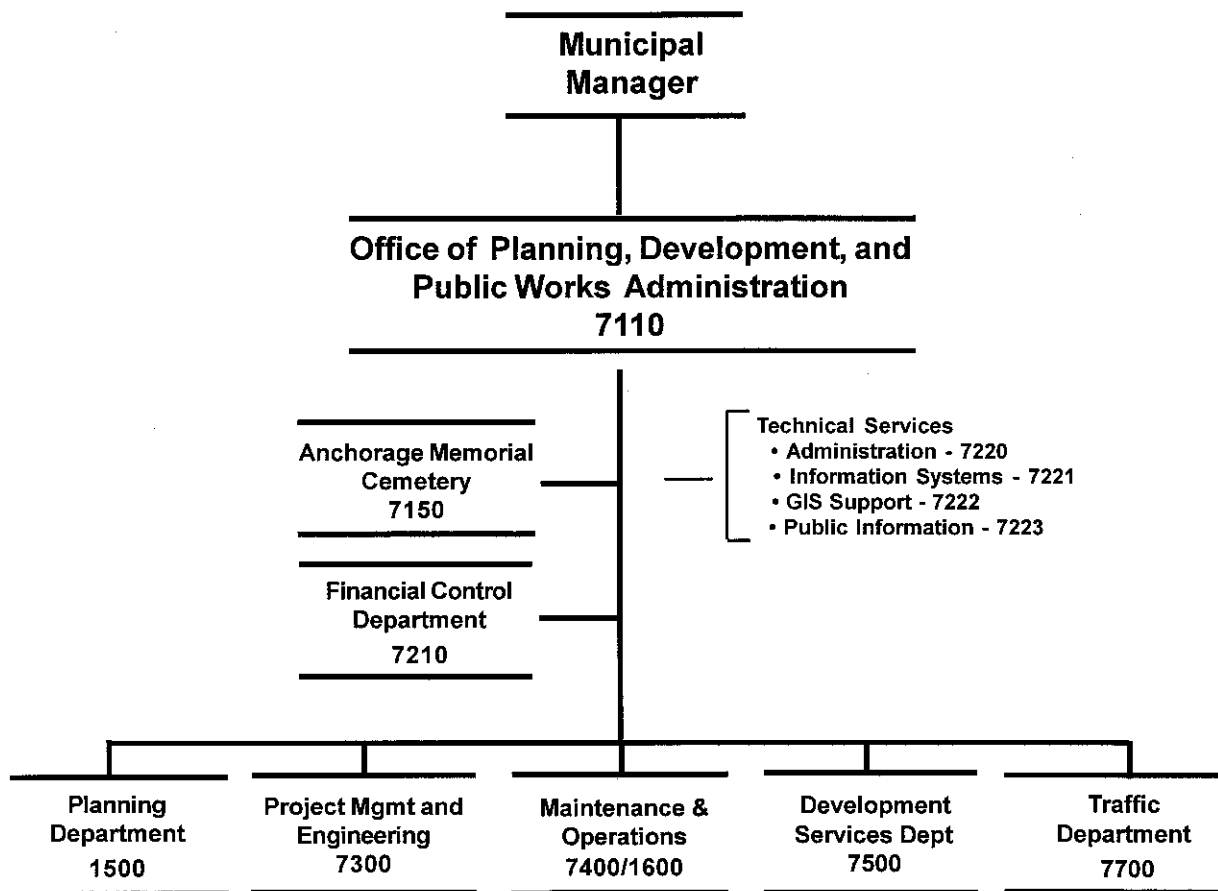 Municipal
Manager
Office of Planning, Development, and
Public Works Administration
7110
Anchorage Memorial
Cemetery
7150
Technical Services
• Administration - 7220
• Information Systems - 7221
• GIS Support - 7222
• Public Information - 7223
Financial Control
Department
7210
Planning
Department
1500
Project Mgmt and
Engineering
7300
Maintenance &
Operations
7400/1600
Development
Services Dept
7500
Traffic
Department
7700